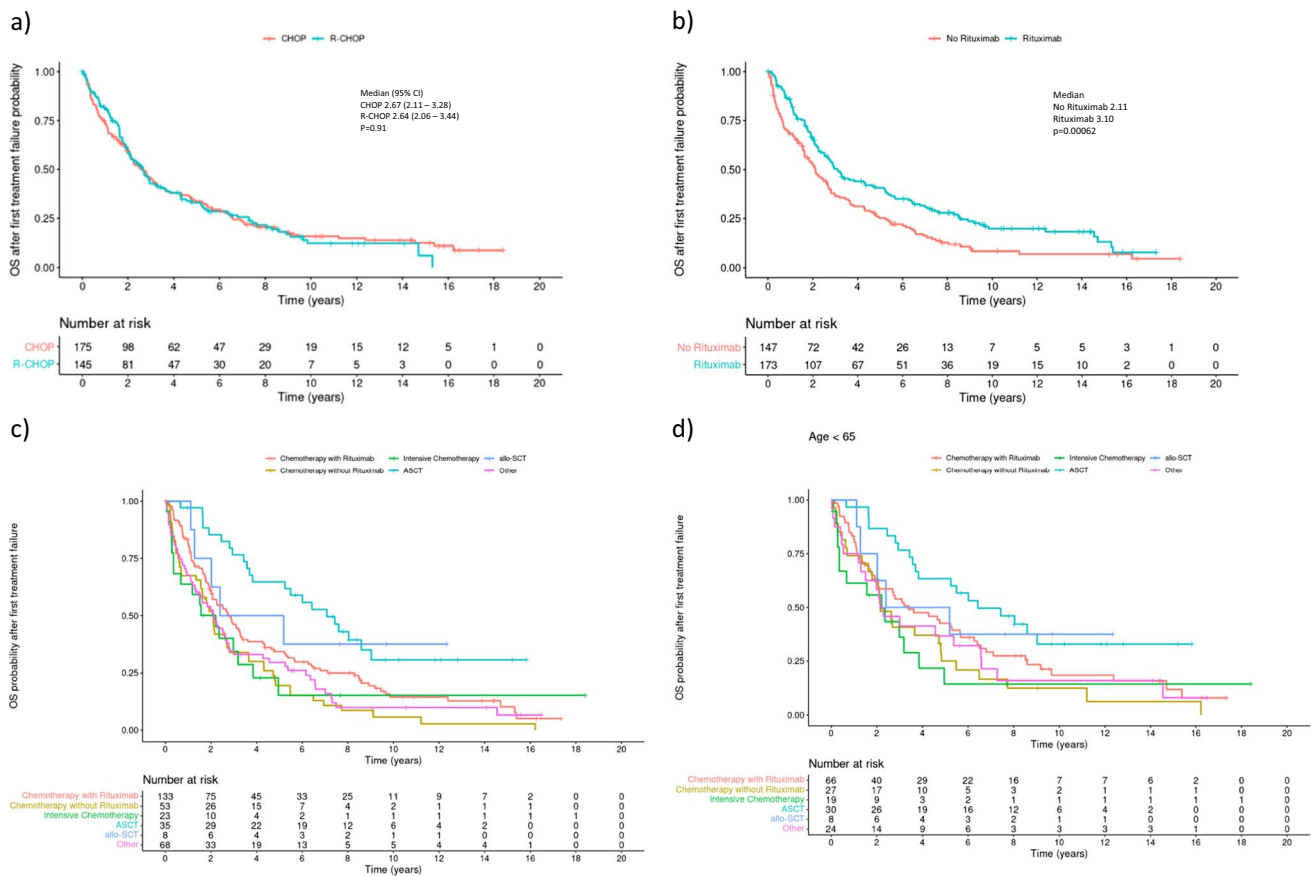 a)
CHOP R-CHOP
OS after first treatment failure probability
1.00
0.75
0.50
0.25
0.00
Median (95% CI)
CHOP 2.67 (2.11 – 3.28)
R-CHOP 2.64 (2.06 – 3.44)
P=0.91
0 2 4 6 8 10 12 14 16 18 20
Time (years)
Number at risk
CHOP 175 98 62 47 29 19 15 12 5 1 0
R-CHOP 145 81 47 30 20 7 5 3 0 0 0
0 2 4 6 8 10 12 14 16 18 20
Time (years)
b)
No Rituximab Rituximab
OS after first treatment failure probability
1.00
0.75
0.50
0.25
0.00
Median
No Rituximab 2.11
Rituximab 3.10
p=0.00062
0 2 4 6 8 10 12 14 16 18 20
Time (years)
Number at risk
No Rituximab 147 72 42 26 13 7 5 5 3 1 0
Rituximab 173 107 67 51 36 19 15 10 2 0 0
0 2 4 6 8 10 12 14 16 18 20
Time (years)
c)
Chemotherapy with Rituximab Intensive Chemotherapy allo-SCT
Chemotherapy without Rituximab ASCT Other
OS probability after first treatment failure
1.00
0.75
0.50
0.25
0.00
0 2 4 6 8 10 12 14 16 18 20
Time (years)
Number at risk
Chemotherapy with Rituximab 133 75 45 33 25 11 9 7 2 0 0
Chemotherapy without Rituximab 53 26 15 7 4 2 1 1 1 0 0
Intensive Chemotherapy 23 10 4 2 1 1 1 1 1 1 0
ASCT 35 29 22 19 12 6 4 2 0 0 0
allo-SCT 8 6 4 3 2 1 1 0 0 0 0
Other 68 33 19 13 5 5 4 4 1 0 0
0 2 4 6 8 10 12 14 16 18 20
Time (years)
d)
Age < 65
Chemotherapy with Rituximab Intensive Chemotherapy allo-SCT
Chemotherapy without Rituximab ASCT Other
OS probability after first treatment failure
1.00
0.75
0.50
0.25
0.00
0 2 4 6 8 10 12 14 16 18 20
Time (years)
Number at risk
Chemotherapy with Rituximab 66 40 29 22 16 7 7 6 2 0 0
Chemotherapy without Rituximab 27 17 10 5 3 2 1 1 1 0 0
Intensive Chemotherapy 19 9 3 2 1 1 1 1 1 1 0
ASCT 30 26 19 16 12 6 4 2 0 0 0
allo-SCT 8 6 4 3 2 1 1 0 0 0 0
Other 24 14 9 6 3 3 3 3 1 0 0
0 2 4 6 8 10 12 14 16 18 20
Time (years)